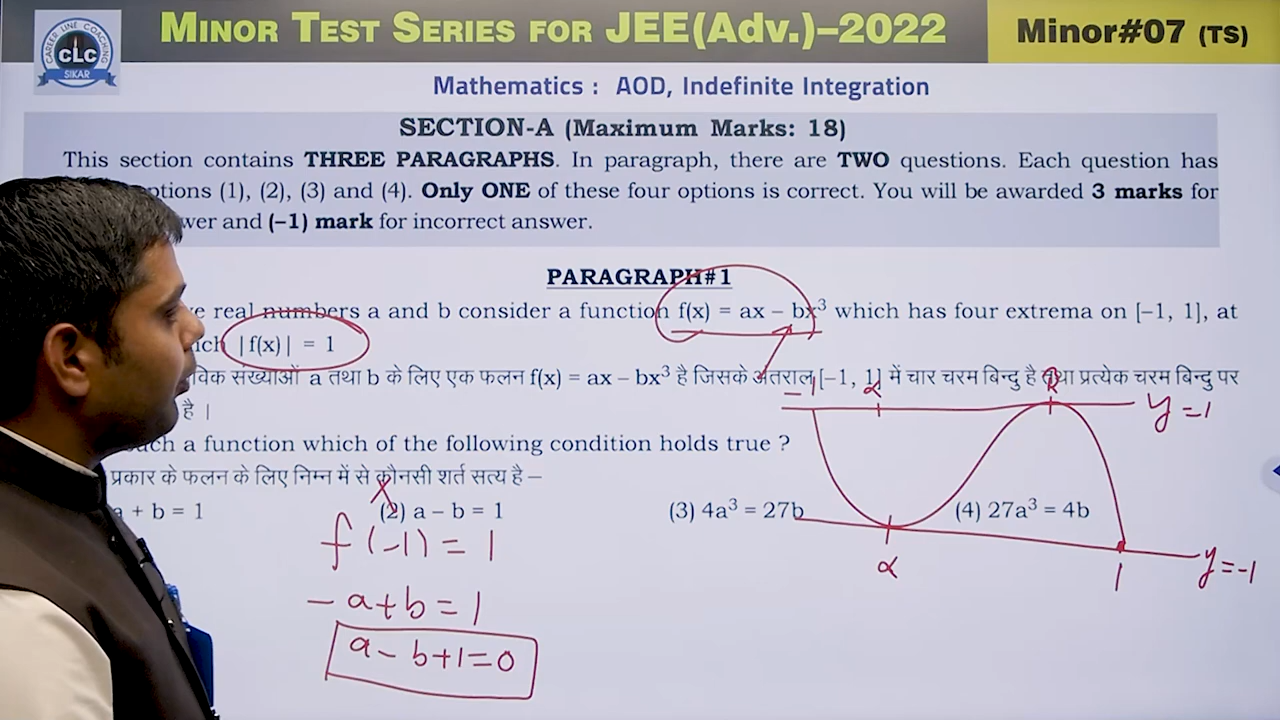 CAREER LINE COACHING
CLC
SIKAR
MINOR TEST SERIES FOR JEE(ADV.)–2022
Minor#07 (TS)
Mathematics : AOD, Indefinite Integration
SECTION-A (Maximum Marks: 18)
This section contains THREE PARAGRAPHS. In paragraph, there are TWO questions. Each question has
(1), (2), (3) and (4). Only ONE of these four options is correct. You will be awarded 3 marks for
and (–1) mark for incorrect answer.
PARAGRAPH#1
real numbers a and b consider a function f(x) = ax – bx³ which has four extrema on [–1, 1], at
|f(x)| = 1
संख्याओं a तथा b के लिए एक फलन f(x) = ax – bx³ है जिसके अंतराल [–1, 1] में चार चरम बिन्दु है तथा प्रत्येक चरम बिन्दु पर
है ।
–1 α β y=1
a function which of the following condition holds true ?
प्रकार के फलन के लिए निम्न में से कौनसी शर्त सत्य है –
a + b = 1 (2) a – b = 1 (3) 4a³ = 27b (4) 27a³ = 4b
f(-1) = 1
α 1 y=-1
-a+b=1
a-b+1=0